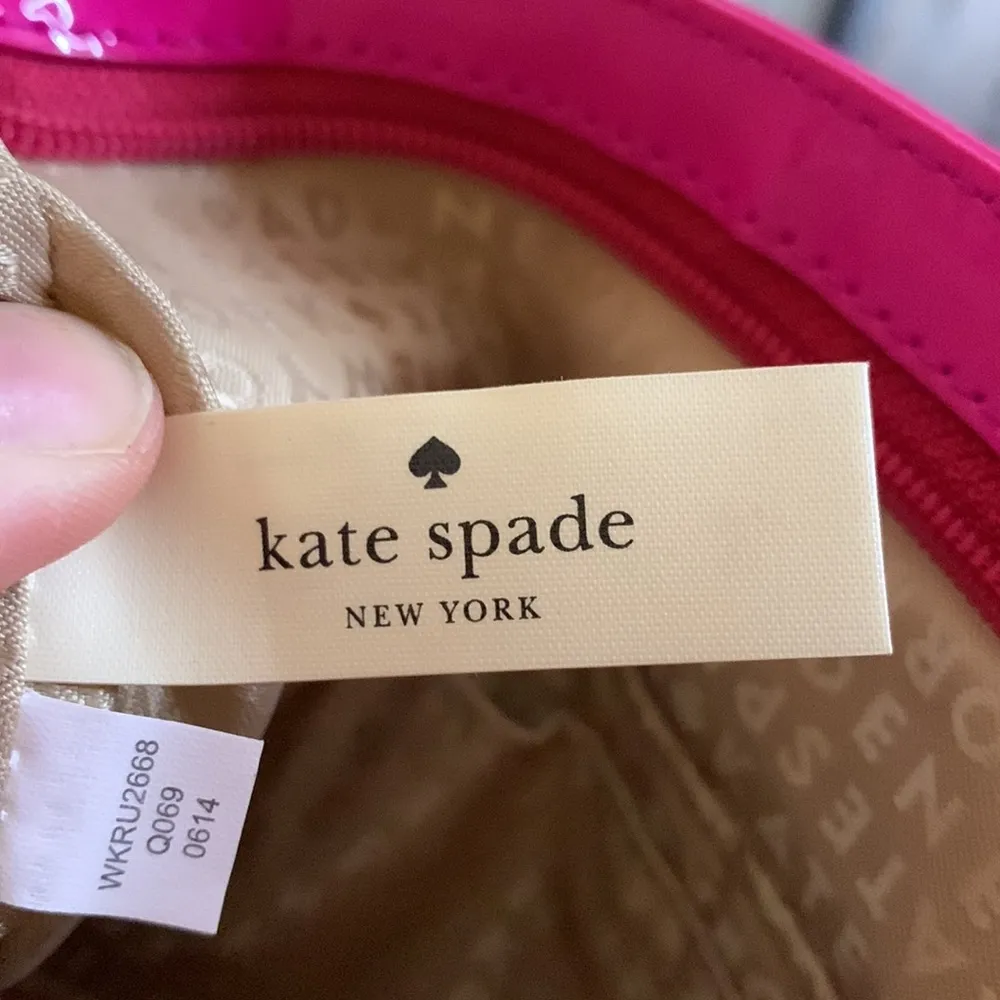 kate spade
NEW YORK
WKRU2668
Q069
0614